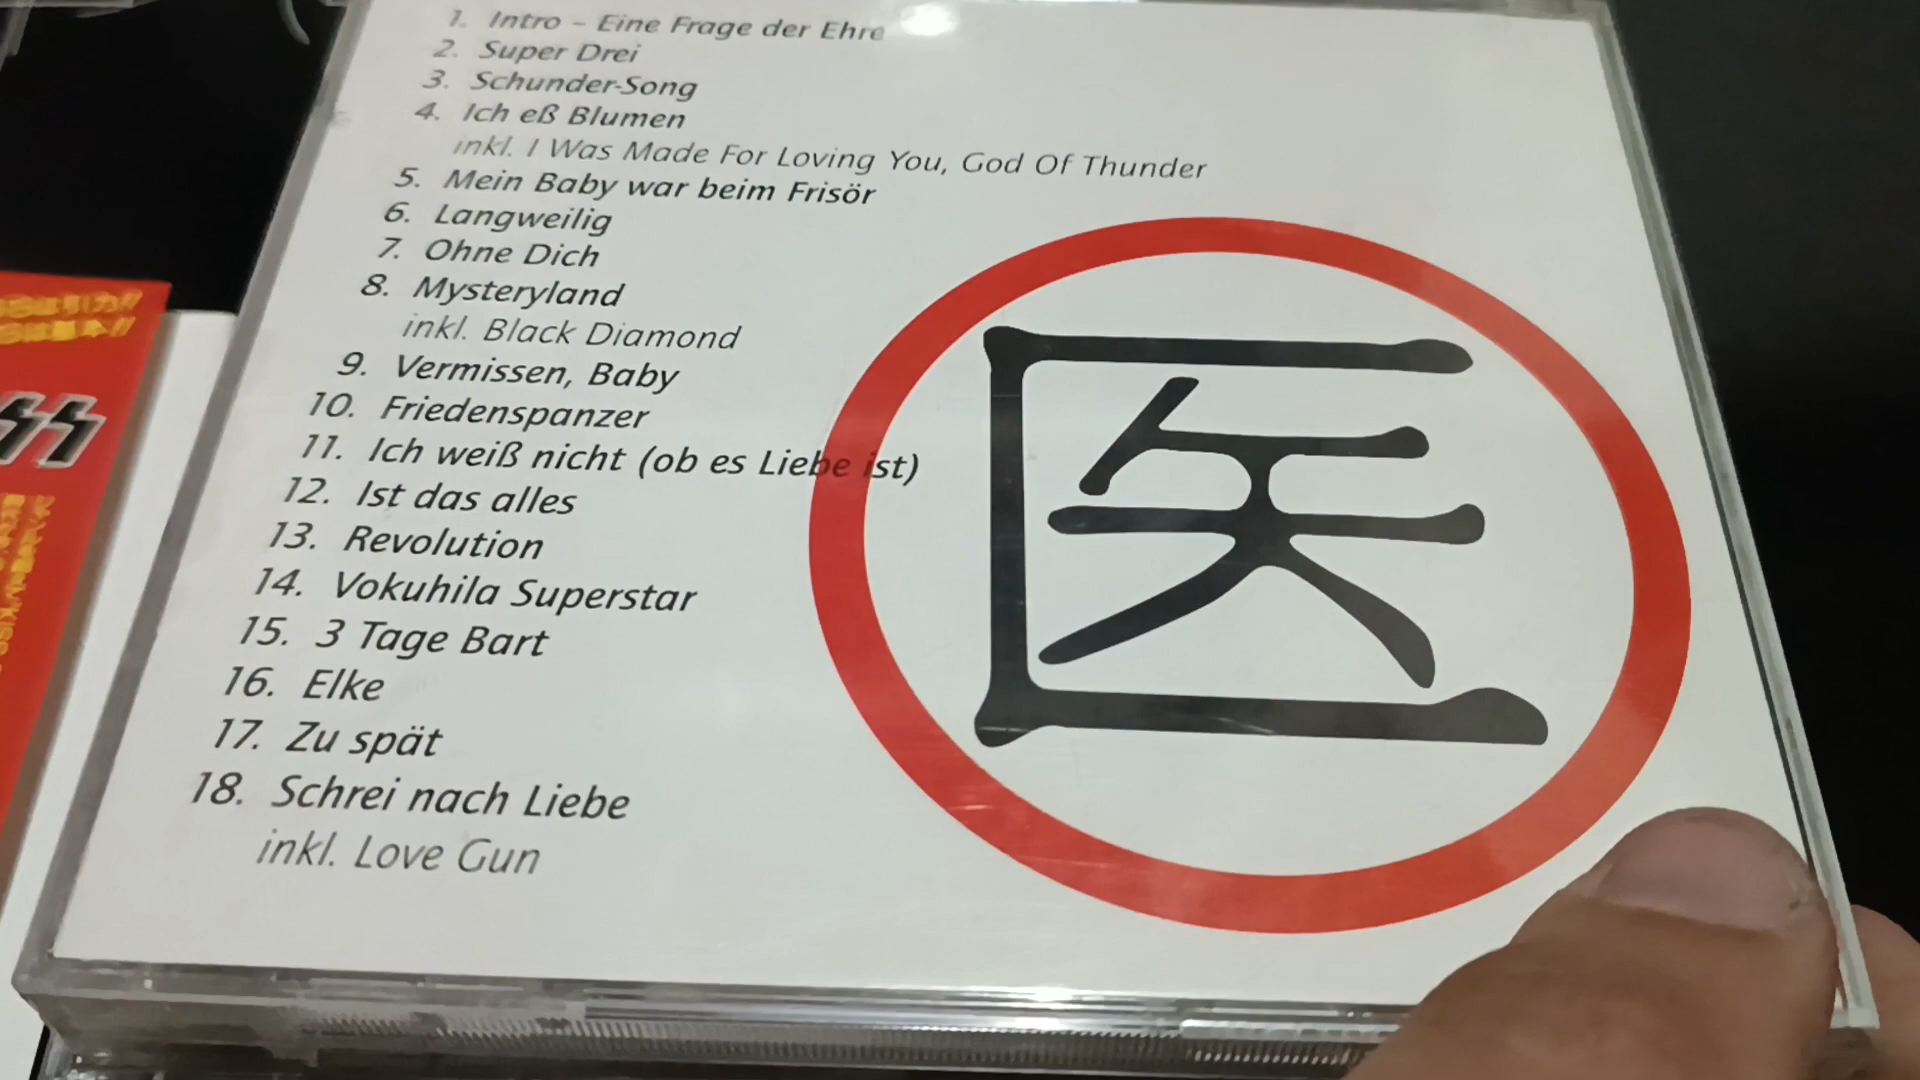 1. Intro – Eine Frage der Ehre
2. Super Drei
3. Schunder-Song
4. Ich eß Blumen
inkl. I Was Made For Loving You, God Of Thunder
5. Mein Baby war beim Frisör
6. Langweilig
7. Ohne Dich
8. Mysteryland
inkl. Black Diamond
9. Vermissen, Baby
10. Friedenspanzer
11. Ich weiß nicht (ob es Liebe ist)
12. Ist das alles
13. Revolution
14. Vokuhila Superstar
15. 3 Tage Bart
16. Elke
17. Zu spät
18. Schrei nach Liebe
inkl. Love Gun
医